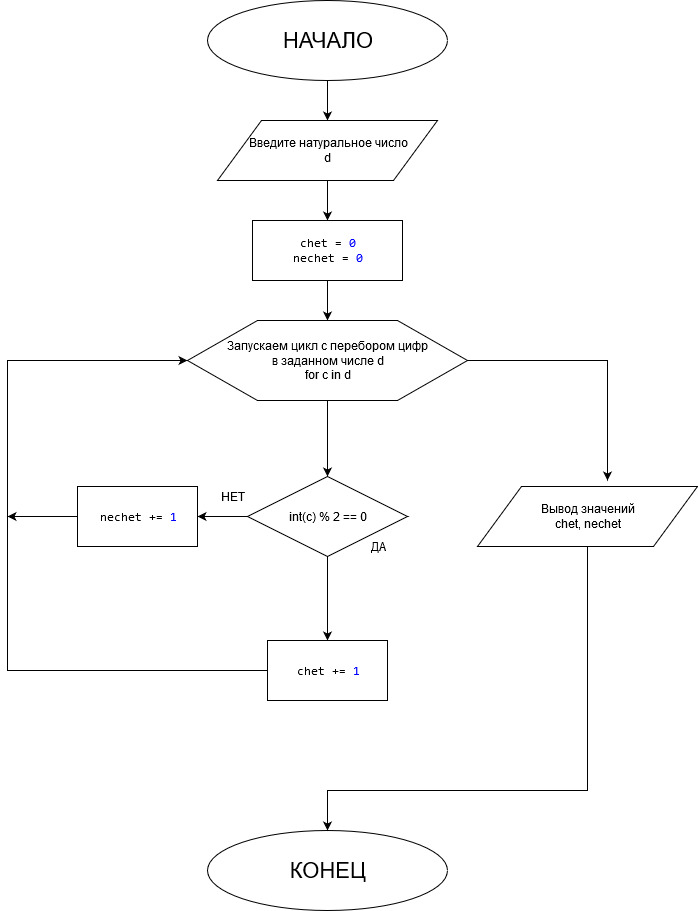 НАЧАЛО
Введите натуральное число
d
chet = 0
nechet = 0
Запускаем цикл с перебором цифр
в заданном числе d
for c in d
НЕТ
nechet += 1
int(c) % 2 == 0
ДА
Вывод значений
chet, nechet
chet += 1
КОНЕЦ